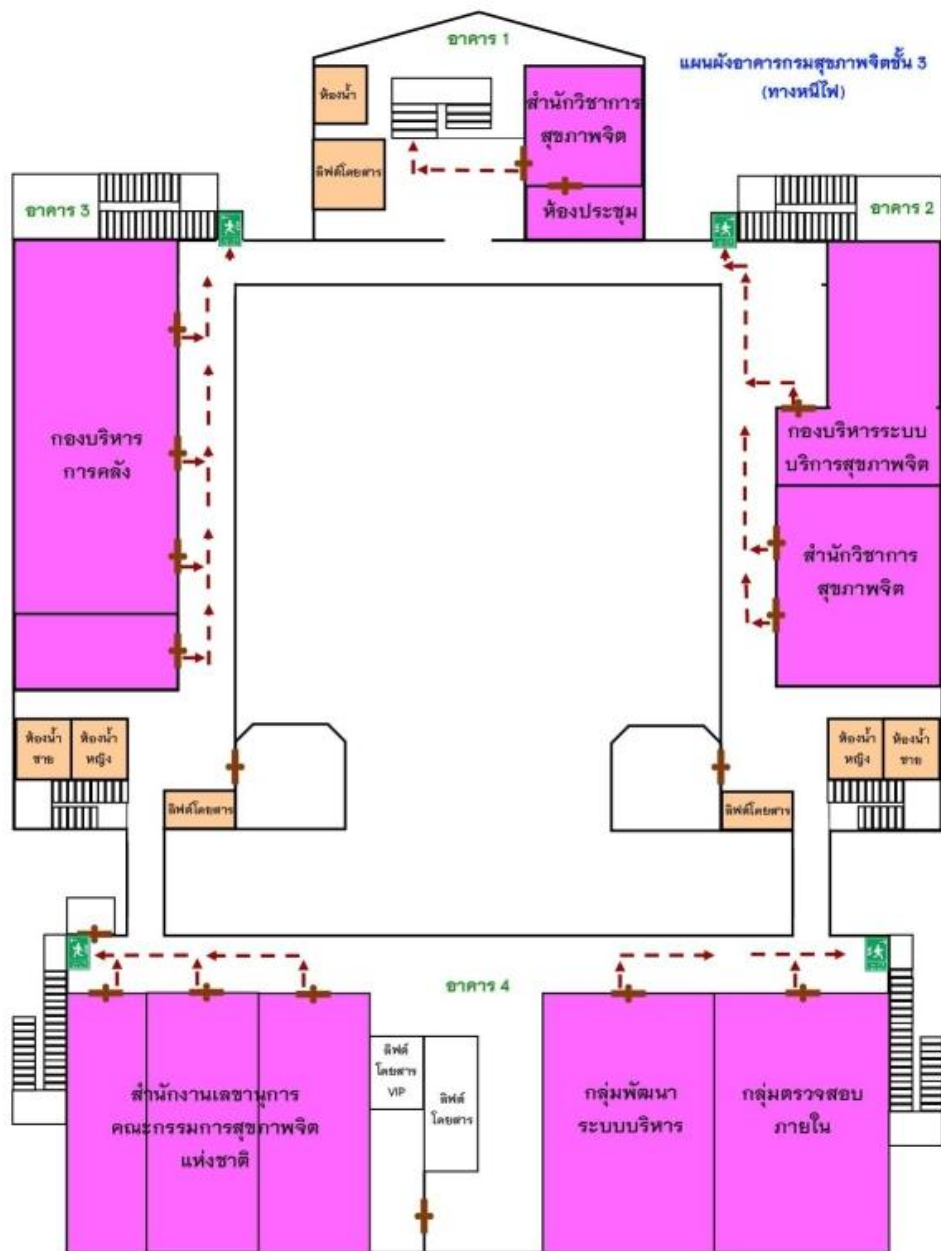 อาคาร 1
แผนผังอาคารกรมสุขภาพจิตชั้น 3
(ทางหนีไฟ)
ห้องน้ำ
สำนักวิชาการ
สุขภาพจิต
ลิฟต์โดยสาร
ห้องประชุม
อาคาร 3
อาคาร 2
กองบริหาร
การคลัง
กองบริหารระบบ
บริการสุขภาพจิต
สำนักวิชาการ
สุขภาพจิต
ห้องน้ำ
ชาย
ห้องน้ำ
หญิง
ห้องน้ำ
หญิง
ห้องน้ำ
ชาย
ลิฟต์โดยสาร
ลิฟต์โดยสาร
อาคาร 4
สำนักงานเลขานุการ
คณะกรรมการสุขภาพจิต
แห่งชาติ
ลิฟต์
โดยสาร
VIP
ลิฟต์
โดยสาร
กลุ่มพัฒนา
ระบบบริหาร
กลุ่มตรวจสอบ
ภายใน